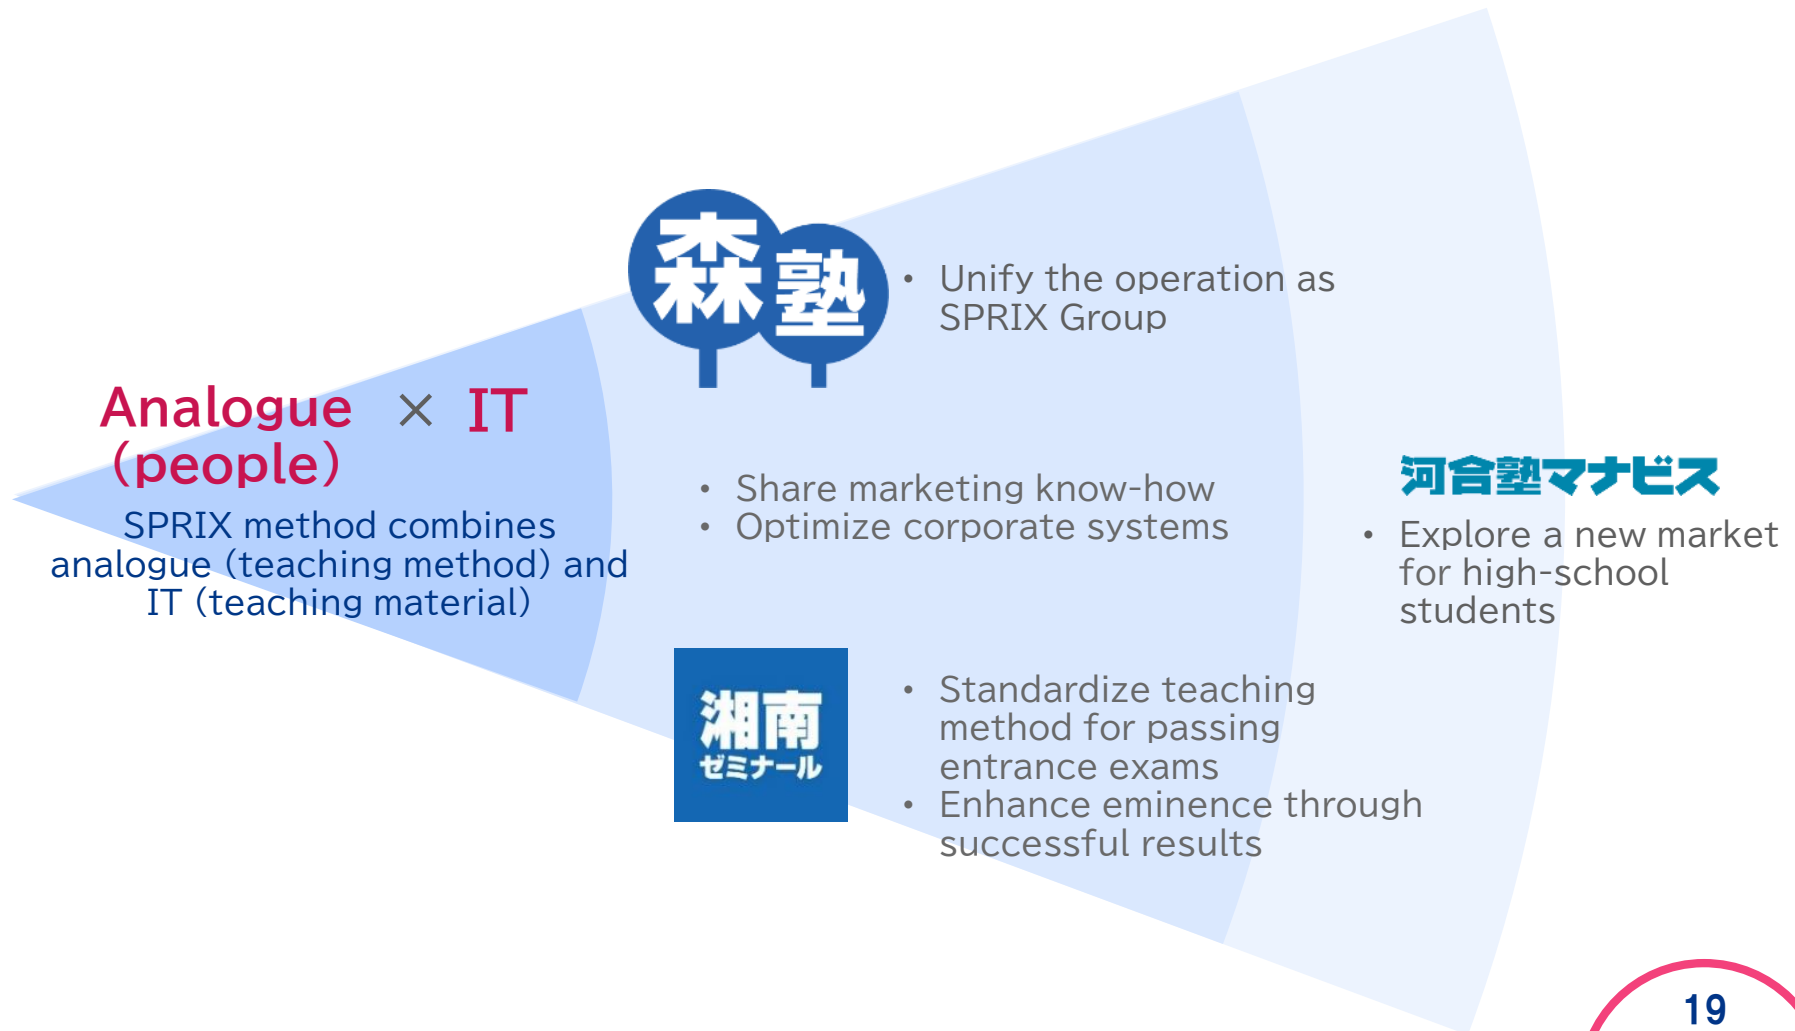 Analogue × IT
(people)
SPRIX method combines
analogue (teaching method) and
IT (teaching material)
森塾
• Unify the operation as
SPRIX Group
• Share marketing know-how
• Optimize corporate systems
湘南
ゼミナール
• Standardize teaching
method for passing
entrance exams
• Enhance eminence through
successful results
河合塾マナビス
• Explore a new market
for high-school
students
19